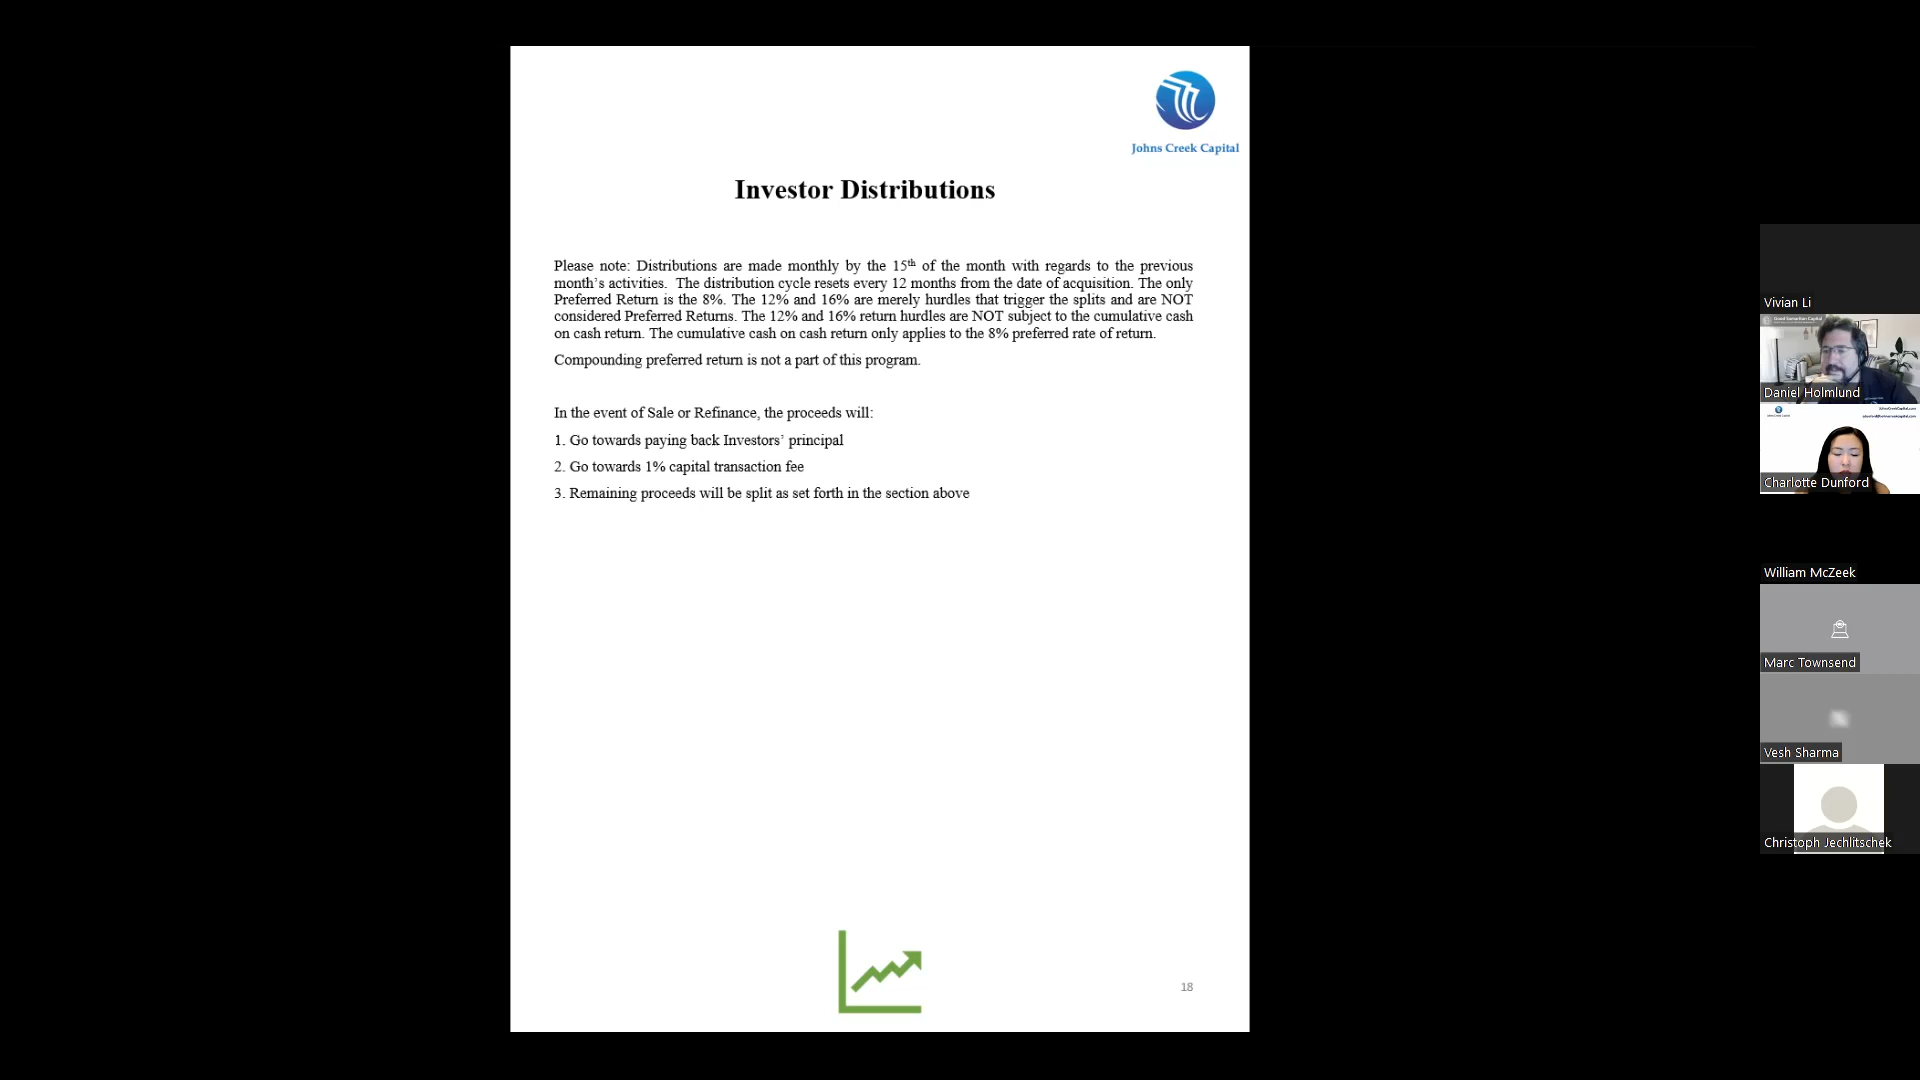 Johns Creek Capital
Investor Distributions
Please note: Distributions are made monthly by the 15th of the month with regards to the previous
month’s activities. The distribution cycle resets every 12 months from the date of acquisition. The only
Preferred Return is the 8%. The 12% and 16% are merely hurdles that trigger the splits and are NOT
considered Preferred Returns. The 12% and 16% return hurdles are NOT subject to the cumulative cash
on cash return. The cumulative cash on cash return only applies to the 8% preferred rate of return.
Compounding preferred return is not a part of this program.
In the event of Sale or Refinance, the proceeds will:
1. Go towards paying back Investors’ principal
2. Go towards 1% capital transaction fee
3. Remaining proceeds will be split as set forth in the section above
18
Vivian Li
Good Samaritan Capital
Daniel Holmlund
JohnsCreekCapital.com
Charlotte Dunford
William McZeek
Marc Townsend
Vesh Sharma
Christoph Jechlitschek